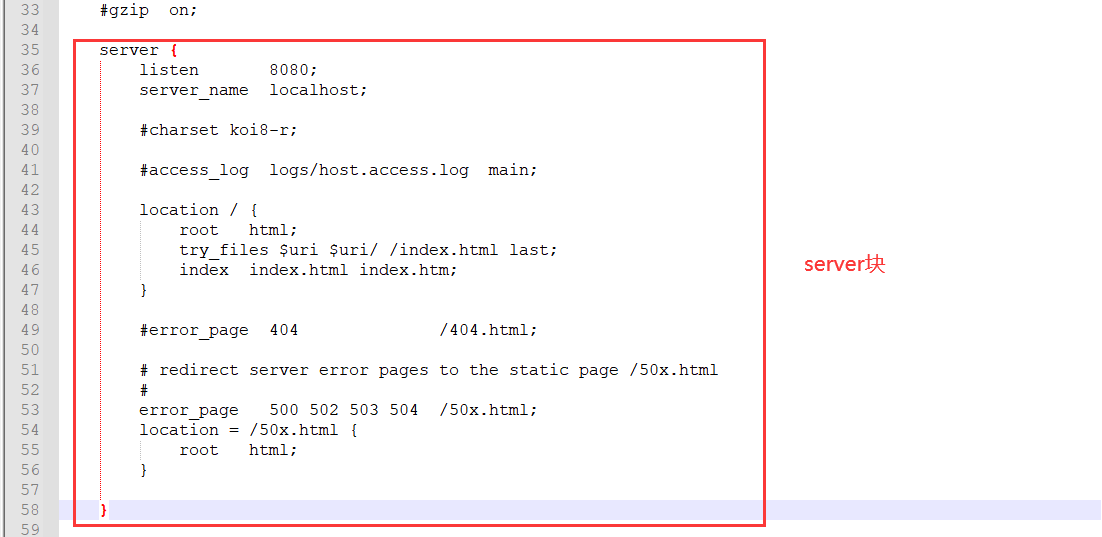 33 #gzip  on;
34
35 server {
36 listen       8080;
37 server_name  localhost;
38
39 #charset koi8-r;
40
41 #access_log  logs/host.access.log  main;
42
43 location / {
44 root   html;
45 try_files $uri $uri/ /index.html last;
46 index  index.html index.htm;
47 }
48
49 #error_page  404              /404.html;
50
51 # redirect server error pages to the static page /50x.html
52 #
53 error_page   500 502 503 504  /50x.html;
54 location = /50x.html {
55 root   html;
56 }
57
58 }
59
server块